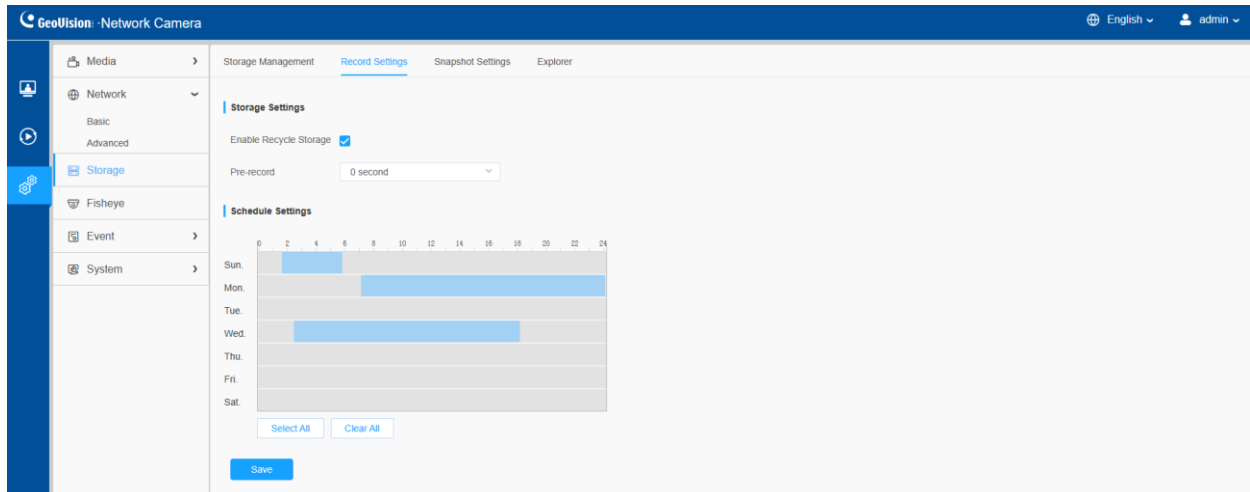 GeoVision Network Camera
English
admin
Media
Network
Basic
Advanced
Storage
Fisheye
Event
System
Storage Management Record Settings Snapshot Settings Explorer
Storage Settings
Enable Recycle Storage
Pre-record 0 second
Schedule Settings
0 2 4 6 8 10 12 14 16 18 20 22 24
Sun.
Mon.
Tue.
Wed.
Thu.
Fri.
Sat.
Select All Clear All
Save